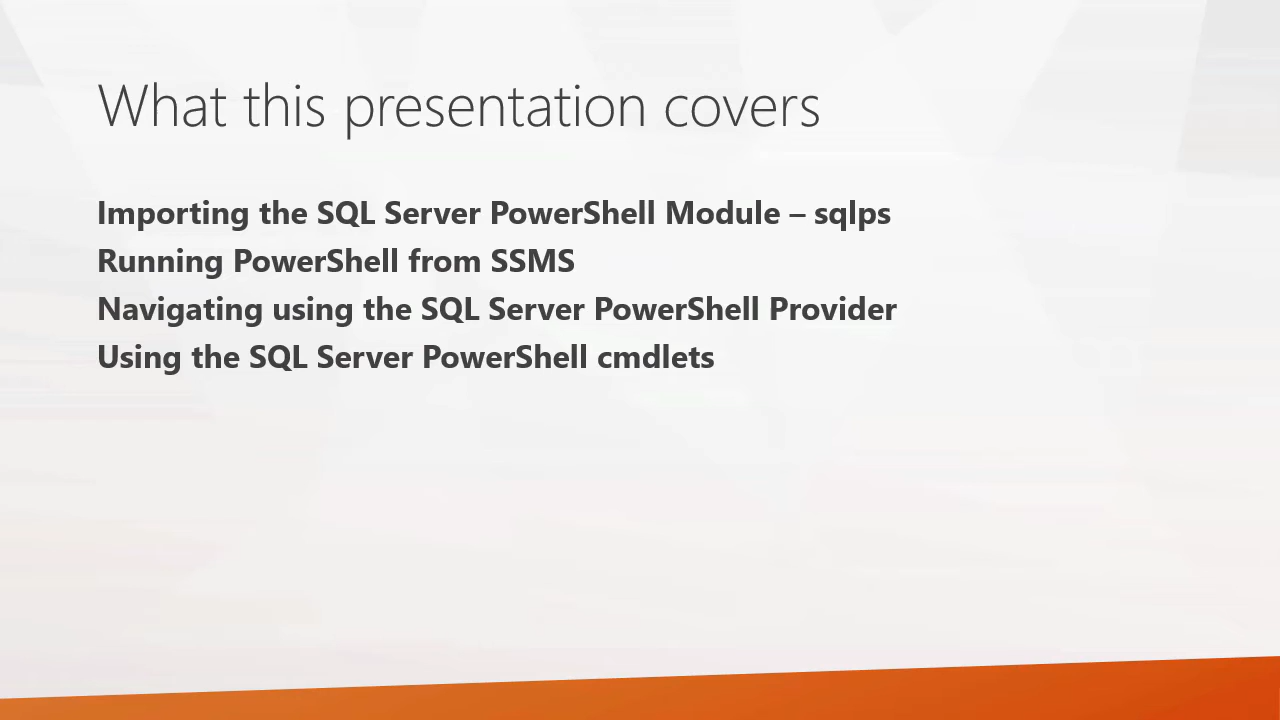 What this presentation covers
Importing the SQL Server PowerShell Module – sqlps
Running PowerShell from SSMS
Navigating using the SQL Server PowerShell Provider
Using the SQL Server PowerShell cmdlets